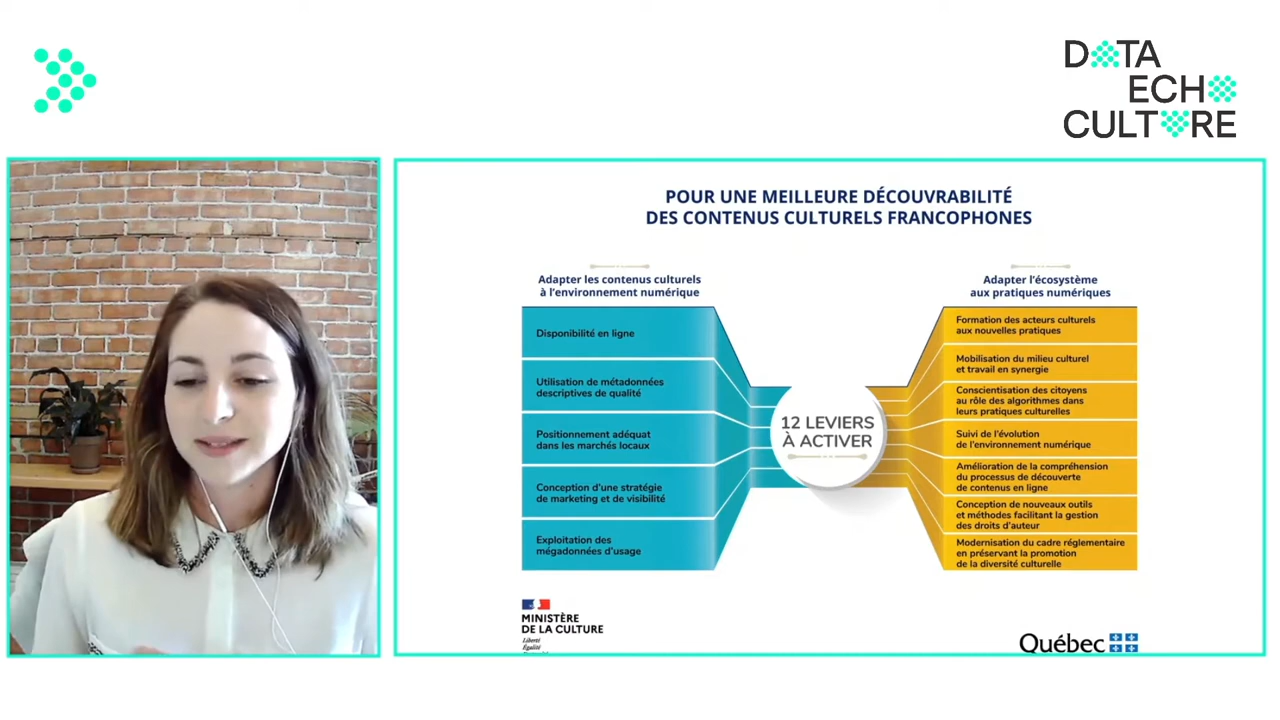 DATA
ECHO
CULTURE
POUR UNE MEILLEURE DÉCOUVRABILITÉ
DES CONTENUS CULTURELS FRANCOPHONES
Adapter les contenus culturels
à l'environnement numérique
Disponibilité en ligne
Utilisation de métadonnées
descriptives de qualité
Positionnement adéquat
dans les marchés locaux
Conception d'une stratégie
de marketing et de visibilité
Exploitation des
mégadonnées d'usage
12 LEVIERS
À ACTIVER
Adapter l'écosystème
aux pratiques numériques
Formation des acteurs culturels
aux nouvelles pratiques
Mobilisation du milieu culturel
et travail en synergie
Conscientisation des citoyens
au rôle des algorithmes dans
leurs pratiques culturelles
Suivi de l'évolution
de l'environnement numérique
Amélioration de la compréhension
du processus de découverte
de contenus en ligne
Conception de nouveaux outils
et méthodes facilitant la gestion
des droits d'auteur
Modernisation du cadre réglementaire
en préservant la promotion
de la diversité culturelle
MINISTÈRE
DE LA CULTURE
Liberté
Égalité
Québec